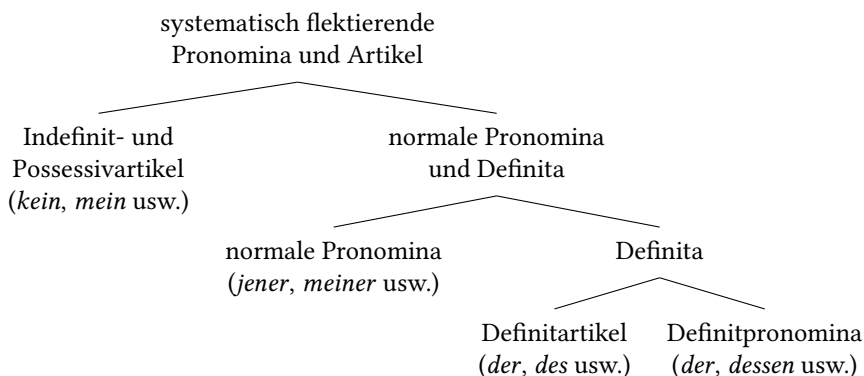 systematisch flektierende
Pronomina und Artikel
Indefinit- und
Possessivartikel
(kein, mein usw.)
normale Pronomina
und Definita
normale Pronomina
(jener, meiner usw.)
Definita
Definitartikel
(der, des usw.)
Definitpronomina
(der, dessen usw.)